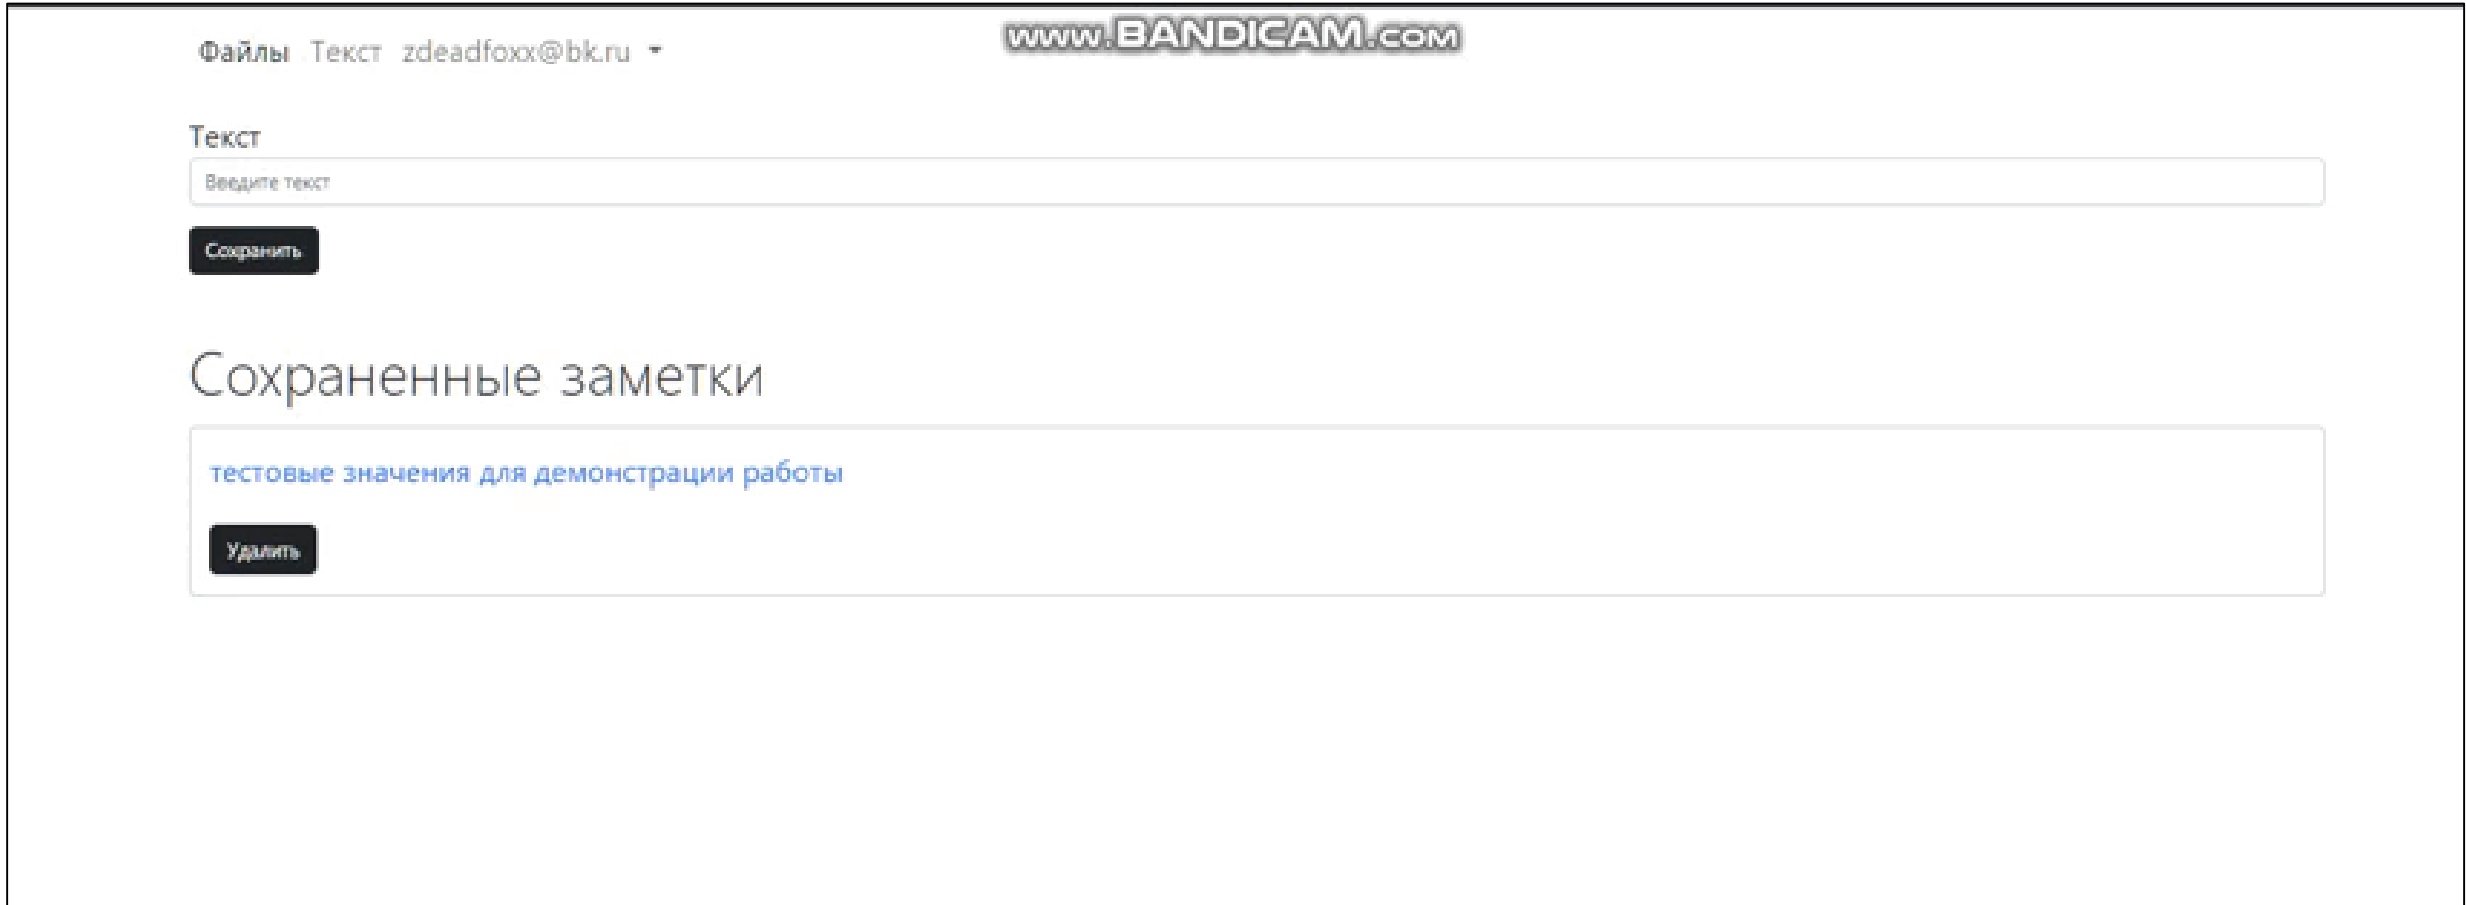 www.BANDICAM.com
Файлы Текст zdeadfoxx@bk.ru
Текст
Введите текст
Сохранить
Сохраненные заметки
тестовые значения для демонстрации работы
Удалить